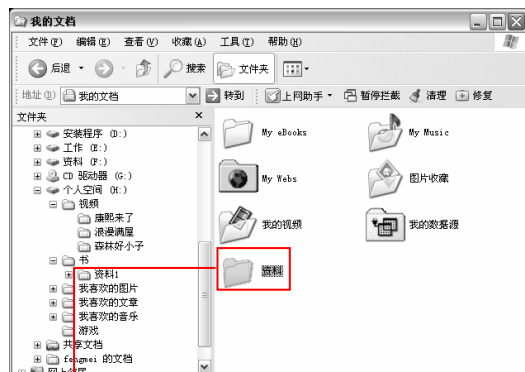 我的文档
文件(F) 编辑(E) 查看(V) 收藏(A) 工具(T) 帮助(H)
后退 搜索 文件夹
地址(D) 我的文档 转到 上网助手 暂停拦截 清理 修复
文件夹 ×
安装程序 (D:)
工作 (E:)
资料 (F:)
CD 驱动器 (G:)
个人空间 (H:)
视频
康熙来了
浪漫满屋
森林好小子
书
资料1
我喜欢的图片
我喜欢的文章
我喜欢的音乐
游戏
共享文档
fengmei 的文档
网上邻居
My eBooks
My Music
My Webs
图片收藏
我的视频
我的数据源
资料